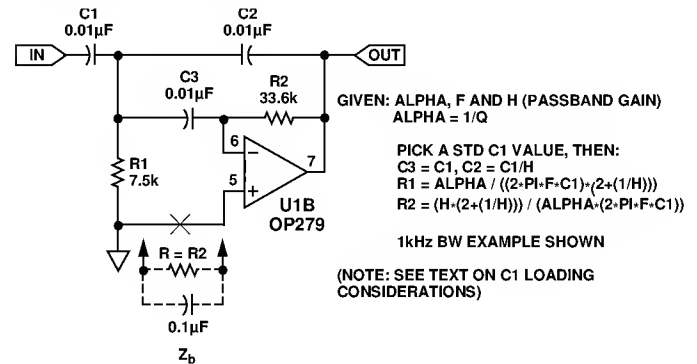 C1
0.01µF
C2
0.01µF
IN
OUT
C3
0.01µF
R2
33.6k
R1
7.5k
6
7
5
U1B
OP279
R = R2
0.1µF
Zb
GIVEN: ALPHA, F AND H (PASSBAND GAIN)
ALPHA = 1/Q
PICK A STD C1 VALUE, THEN:
C3 = C1, C2 = C1/H
R1 = ALPHA / ((2*PI*F*C1)*(2+(1/H)))
R2 = (H*(2+(1/H))) / (ALPHA*(2*PI*F*C1))
1kHz BW EXAMPLE SHOWN
(NOTE: SEE TEXT ON C1 LOADING
CONSIDERATIONS)